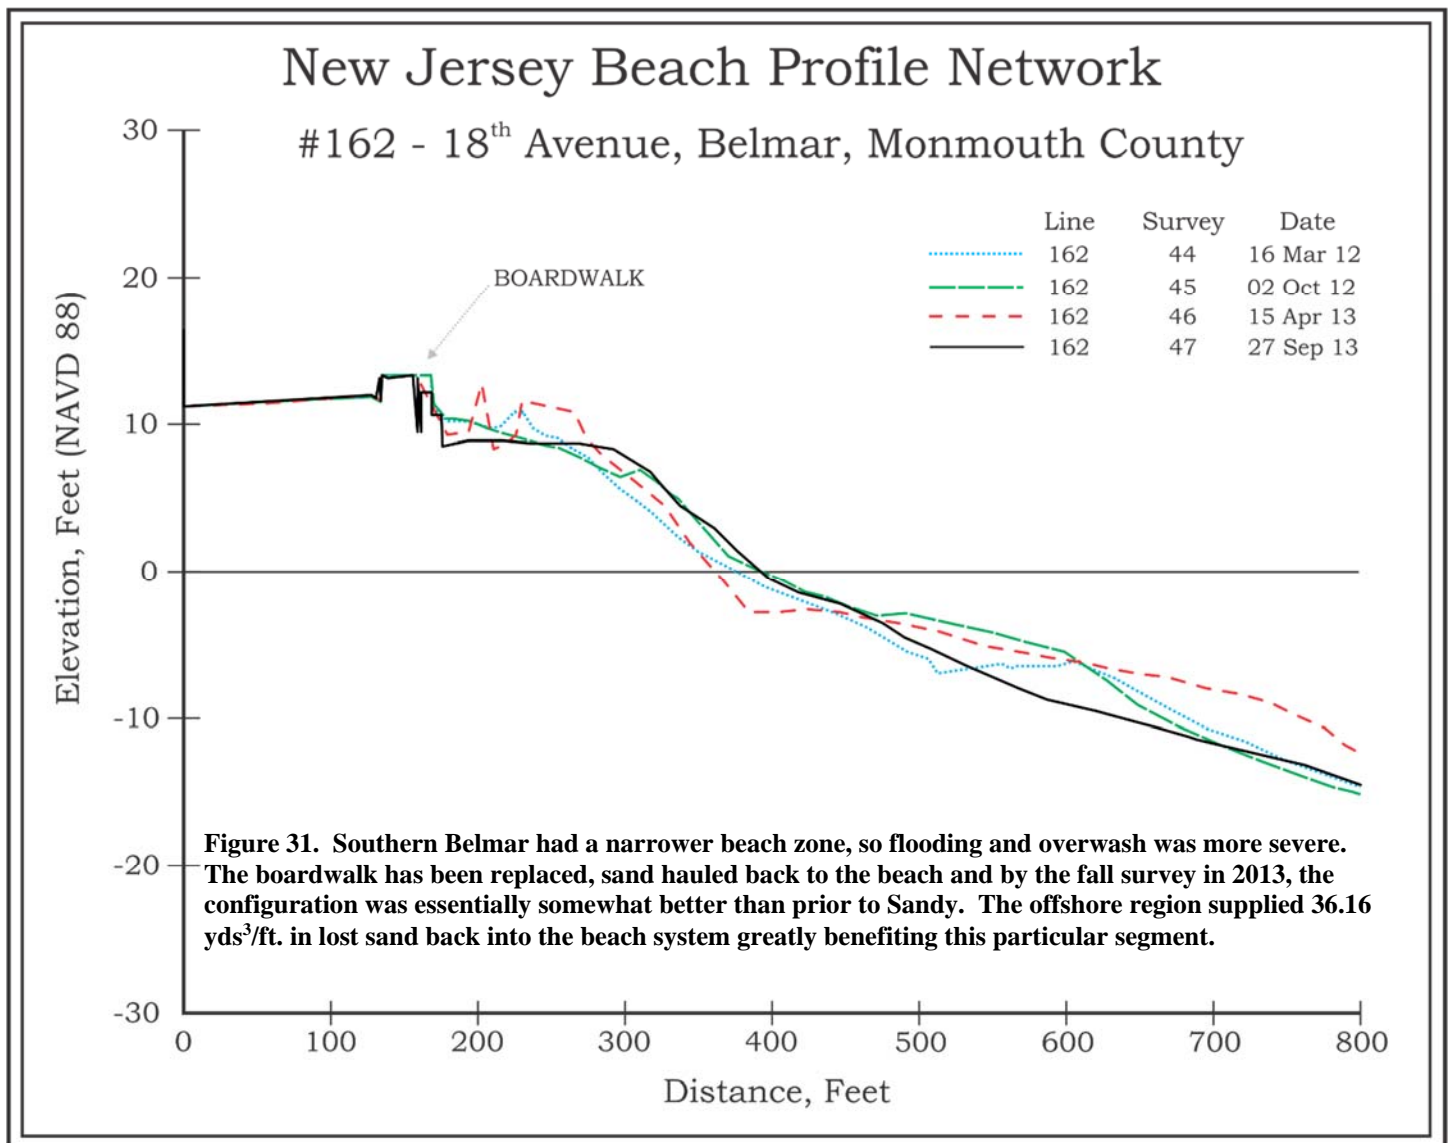 New Jersey Beach Profile Network
#162 - 18th Avenue, Belmar, Monmouth County
Line Survey Date
162 44 16 Mar 12
162 45 02 Oct 12
162 46 15 Apr 13
162 47 27 Sep 13
BOARDWALK
Elevation, Feet (NAVD 88)
30
20
10
0
-10
-20
-30
Figure 31. Southern Belmar had a narrower beach zone, so flooding and overwash was more severe.
The boardwalk has been replaced, sand hauled back to the beach and by the fall survey in 2013, the
configuration was essentially somewhat better than prior to Sandy. The offshore region supplied 36.16
yds³/ft. in lost sand back into the beach system greatly benefiting this particular segment.
0 100 200 300 400 500 600 700 800
Distance, Feet